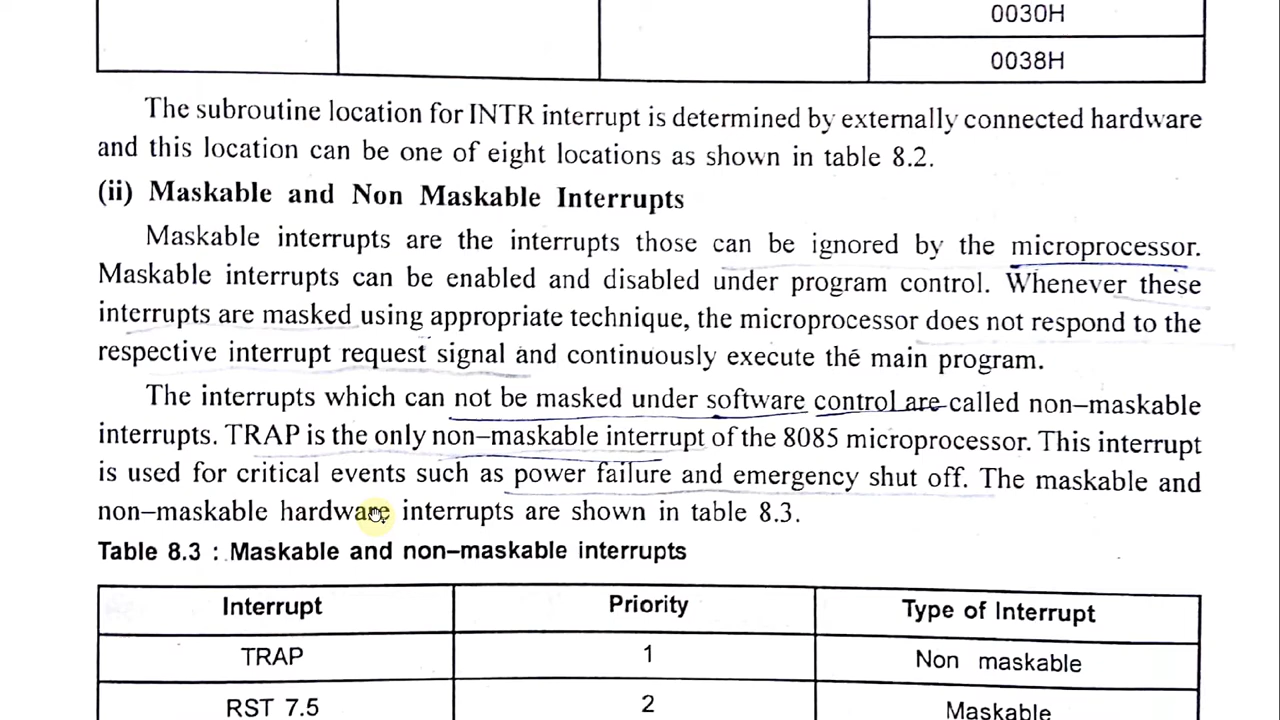 0030H
0038H
The subroutine location for INTR interrupt is determined by externally connected hardware
and this location can be one of eight locations as shown in table 8.2.
(ii) Maskable and Non Maskable Interrupts
Maskable interrupts are the interrupts those can be ignored by the microprocessor.
Maskable interrupts can be enabled and disabled under program control. Whenever these
interrupts are masked using appropriate technique, the microprocessor does not respond to the
respective interrupt request signal and continuously execute the main program.
The interrupts which can not be masked under software control are called non–maskable
interrupts. TRAP is the only non–maskable interrupt of the 8085 microprocessor. This interrupt
is used for critical events such as power failure and emergency shut off. The maskable and
non–maskable hardware interrupts are shown in table 8.3.
Table 8.3 : Maskable and non–maskable interrupts
Interrupt Priority Type of Interrupt
TRAP 1 Non maskable
RST 7.5 2 Maskable